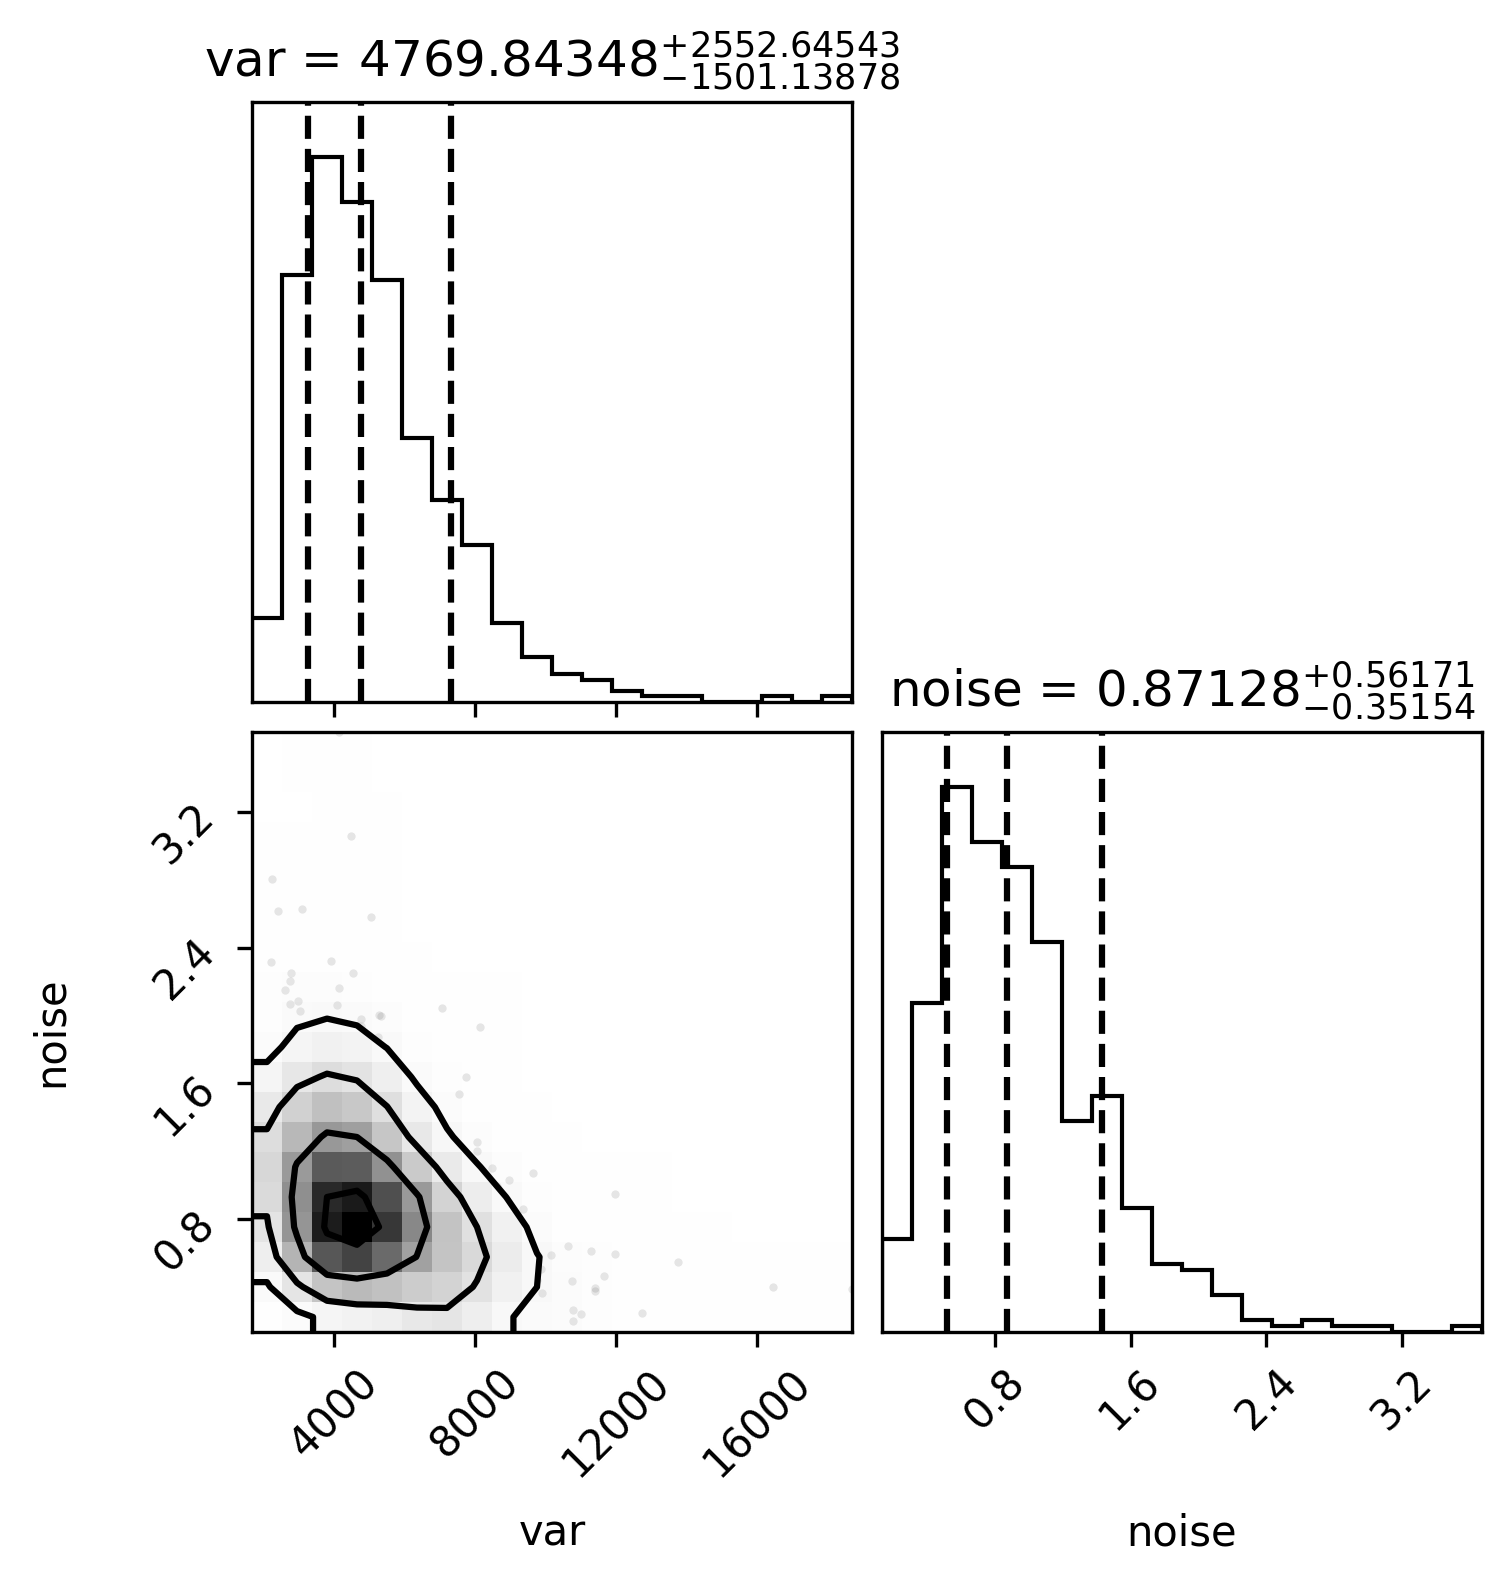 var = 4769.84348+2552.64543−1501.13878
noise = 0.87128+0.56171−0.35154
3.2
2.4
1.6
0.8
noise
4000 8000 12000 16000
0.8 1.6 2.4 3.2
var
noise